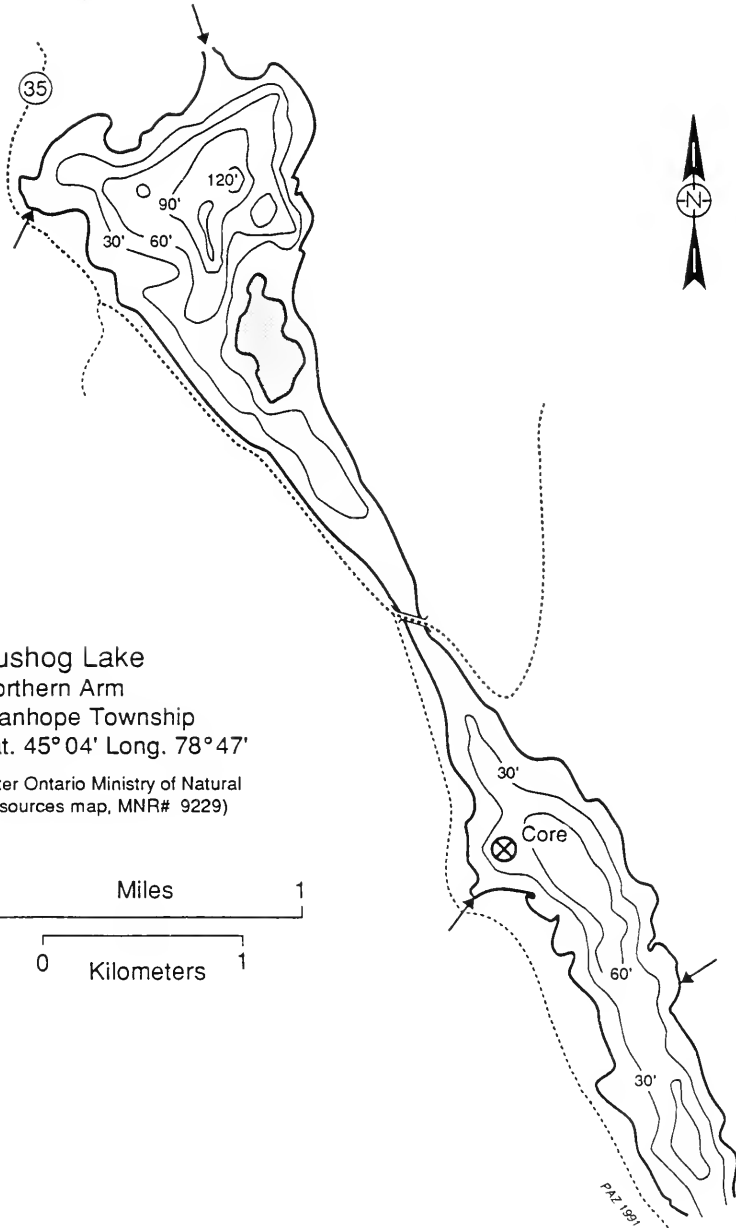 35
N
120'
90'
30'
60'
ushog Lake
orthern Arm
anhope Township
t. 45°04' Long. 78°47'
ter Ontario Ministry of Natural
sources map, MNR# 9229)
30'
Core
Miles 1
0 Kilometers 1
60'
30'
PAZ 1991